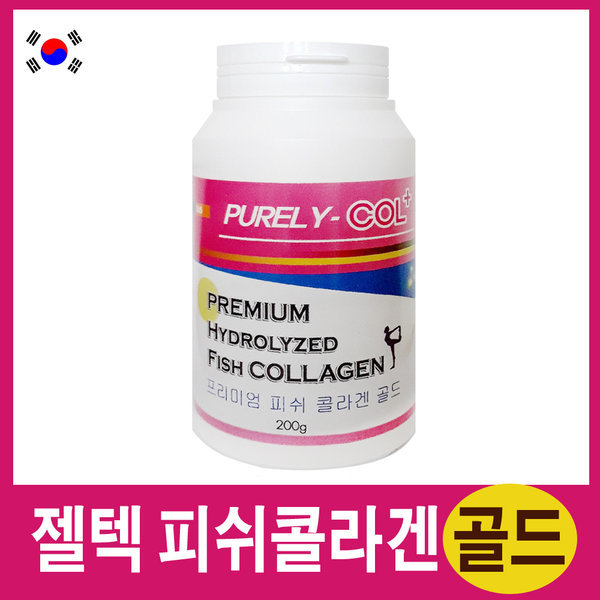 PURELY-COL+
PREMIUM
HYDROLYZED
FISH COLLAGEN
프리미엄 피쉬 콜라겐 골드
200g
젤텍 피쉬콜라겐 골드